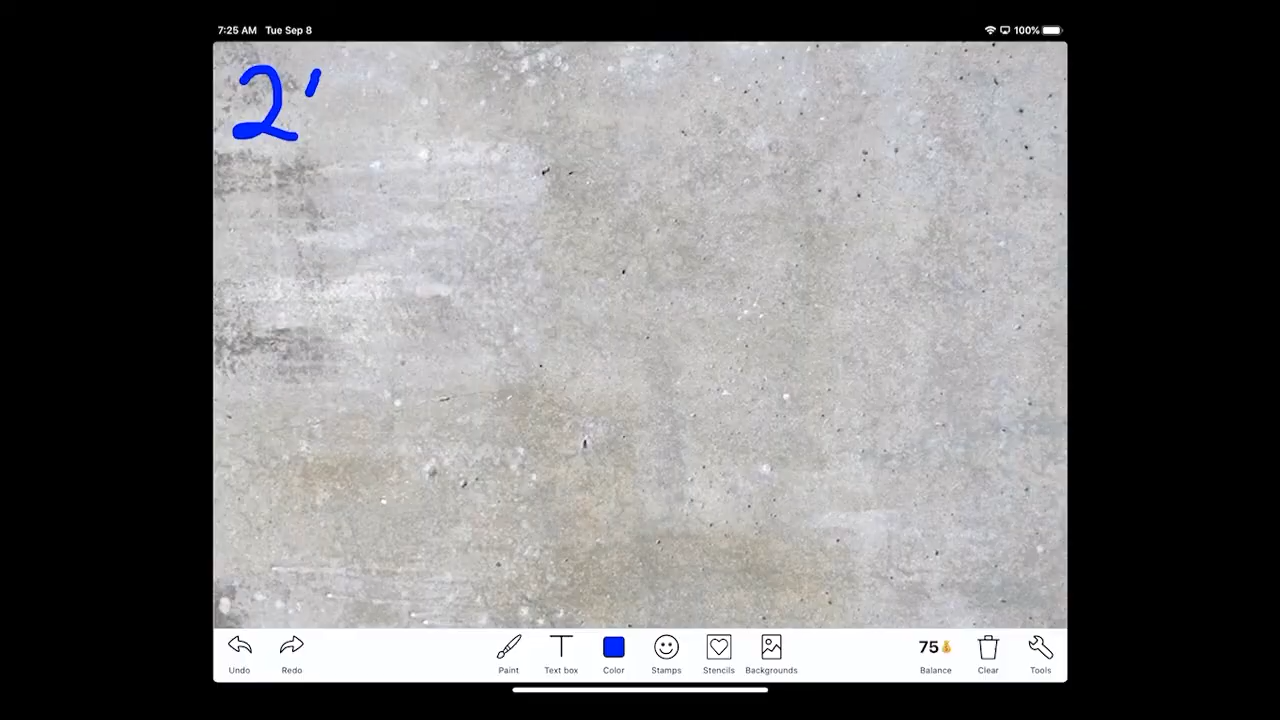 7:25 AM Tue Sep 8
100%
2'
75
Undo Redo Paint Text box Color Stamps Stencils Backgrounds Balance Clear Tools